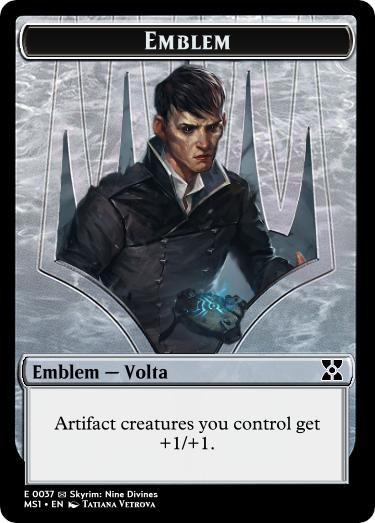 EMBLEM
Emblem — Volta
Artifact creatures you control get
+1/+1.
E 0037 Skyrim: Nine Divines
MS1 • EN TATIANA VETROVA